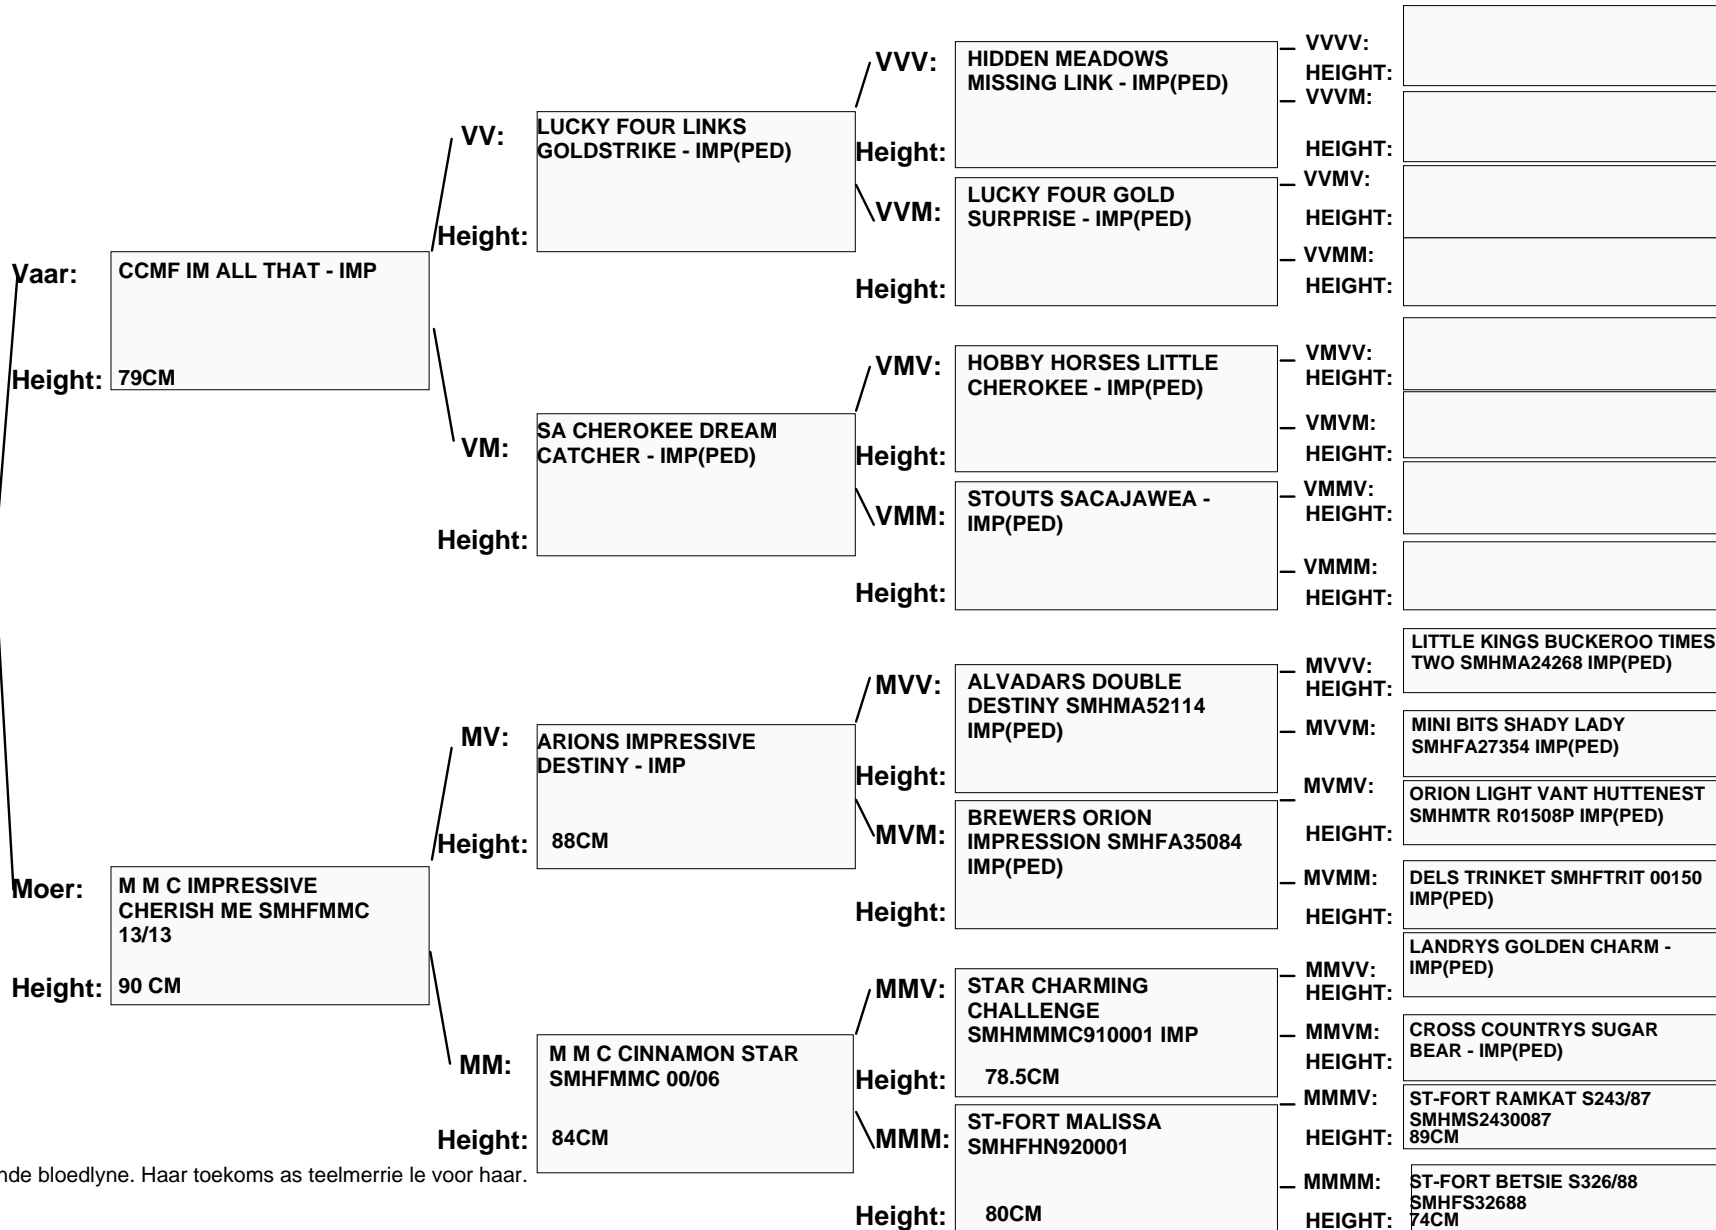 Vaar:
CCMF IM ALL THAT - IMP
Height:
79CM
Moer:
M M C IMPRESSIVE
CHERISH ME SMHFMMC
13/13
Height:
90 CM
VV:
LUCKY FOUR LINKS
GOLDSTRIKE - IMP(PED)
Height:
VM:
SA CHEROKEE DREAM
CATCHER - IMP(PED)
Height:
MV:
ARIONS IMPRESSIVE
DESTINY - IMP
Height:
88CM
MM:
M M C CINNAMON STAR
SMHFMMC 00/06
Height:
84CM
VVV:
HIDDEN MEADOWS
MISSING LINK - IMP(PED)
Height:
VVM:
LUCKY FOUR GOLD
SURPRISE - IMP(PED)
Height:
VMV:
HOBBY HORSES LITTLE
CHEROKEE - IMP(PED)
Height:
VMM:
STOUTS SACAJAWEA -
IMP(PED)
Height:
MVV:
ALVADARS DOUBLE
DESTINY SMHMA52114
IMP(PED)
Height:
MVM:
BREWERS ORION
IMPRESSION SMHFA35084
IMP(PED)
Height:
MMV:
STAR CHARMING
CHALLENGE
SMHMMMC910001 IMP
Height:
78.5CM
MMM:
ST-FORT MALISSA
SMHFHN920001
Height:
80CM
VVVV:
HEIGHT:
VVVM:
HEIGHT:
VVMV:
HEIGHT:
VVMM:
HEIGHT:
VMVV:
HEIGHT:
VMVM:
HEIGHT:
VMMV:
HEIGHT:
VMMM:
HEIGHT:
MVVV:
HEIGHT:
LITTLE KINGS BUCKEROO TIMES
TWO SMHMA24268 IMP(PED)
MVVM:
MINI BITS SHADY LADY
SMHFA27354 IMP(PED)
MVMV:
HEIGHT:
ORION LIGHT VANT HUTTENEST
SMHMTR R01508P IMP(PED)
MVMM:
HEIGHT:
DELS TRINKET SMHFTRIT 00150
IMP(PED)
MMVV:
HEIGHT:
LANDRYS GOLDEN CHARM -
IMP(PED)
MMVM:
HEIGHT:
CROSS COUNTRYS SUGAR
BEAR - IMP(PED)
MMMV:
HEIGHT:
ST-FORT RAMKAT S243/87
SMHMS2430087
89CM
MMMM:
HEIGHT:
ST-FORT BETSIE S326/88
SMHFS32688
74CM
nde bloedlyne. Haar toekoms as teelmerrie le voor haar.